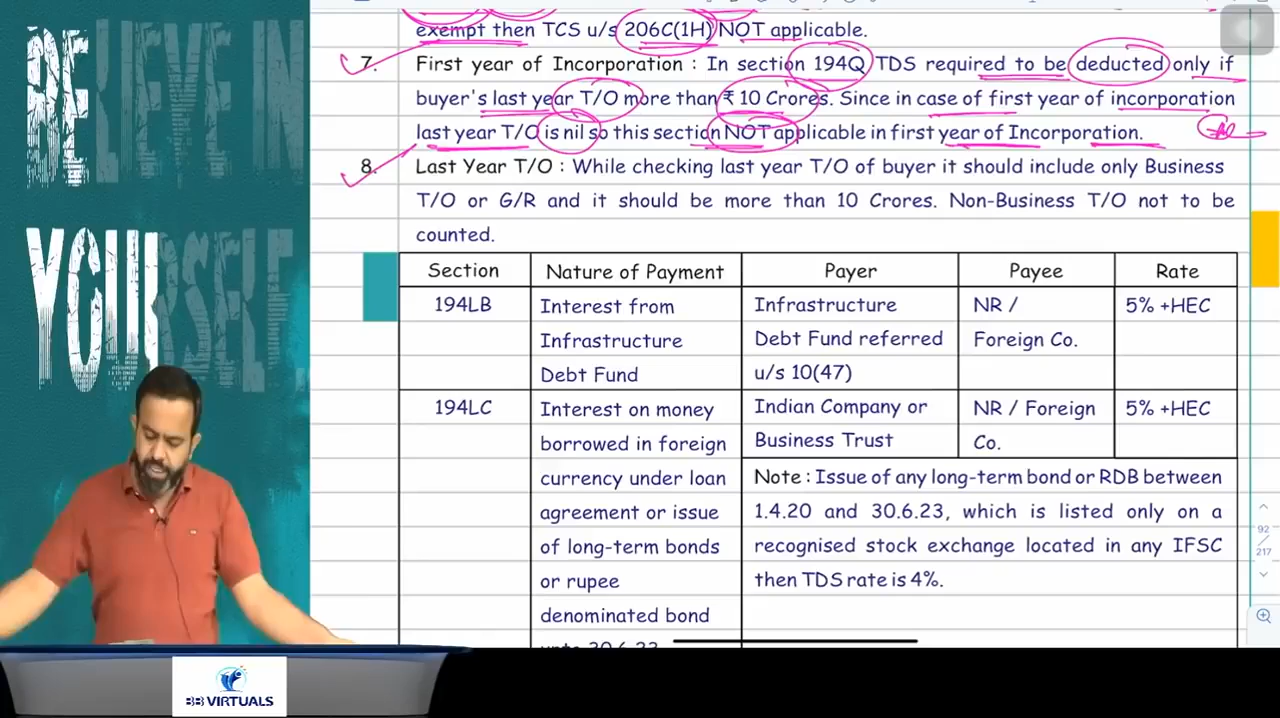 BELIEVE IN
YOURSELF.
exempt then TCS u/s 206C(1H) NOT applicable.
7. First year of Incorporation : In section 194Q TDS required to be deducted only if
buyer's last year T/O more than ₹ 10 Crores. Since in case of first year of incorporation
last year T/O is nil so this section NOT applicable in first year of Incorporation.
8. Last Year T/O : While checking last year T/O of buyer it should include only Business
T/O or G/R and it should be more than 10 Crores. Non-Business T/O not to be
counted.
Section Nature of Payment Payer Payee Rate
194LB Interest from Infrastructure NR / 5% +HEC
Infrastructure Debt Fund referred Foreign Co.
Debt Fund u/s 10(47)
194LC Interest on money Indian Company or NR / Foreign 5% +HEC
borrowed in foreign Business Trust Co.
currency under loan Note : Issue of any long-term bond or RDB between
agreement or issue 1.4.20 and 30.6.23, which is listed only on a
of long-term bonds recognised stock exchange located in any IFSC
or rupee then TDS rate is 4%.
denominated bond
92
217
BB VIRTUALS